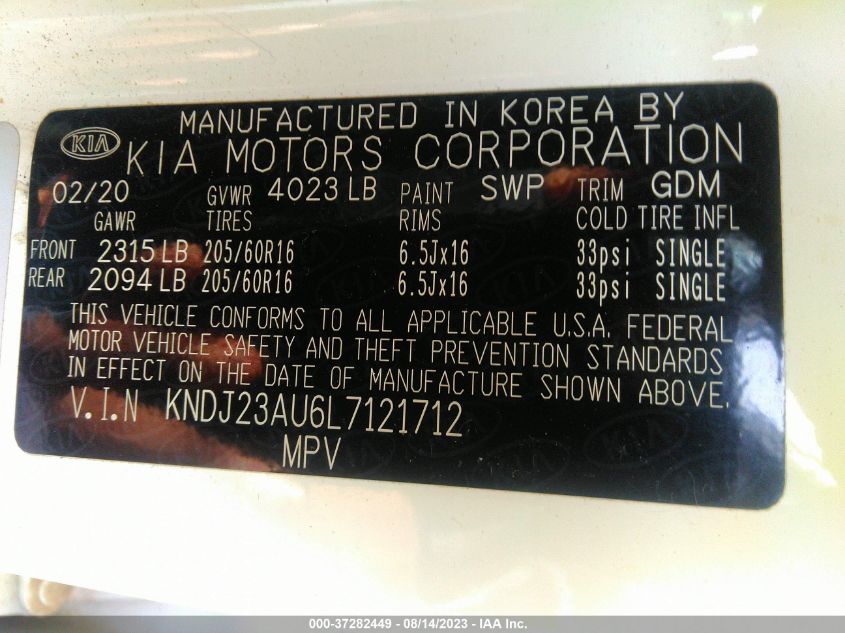 MANUFACTURED IN KOREA BY
KIA KIA MOTORS CORPORATION
02/20 GVWR 4023 LB PAINT SWP TRIM GDM
GAWR TIRES RIMS COLD TIRE INFL
FRONT 2315 LB 205/60R16 6.5Jx16 33psi SINGLE
REAR 2094 LB 205/60R16 6.5Jx16 33psi SINGLE
THIS VEHICLE CONFORMS TO ALL APPLICABLE U.S.A. FEDERAL
MOTOR VEHICLE SAFETY AND THEFT PREVENTION STANDARDS
IN EFFECT ON THE DATE OF MANUFACTURE SHOWN ABOVE.
V.I.N KNDJ23AU6L7121712
MPV
000-37282449 - 08/14/2023 - IAA Inc.